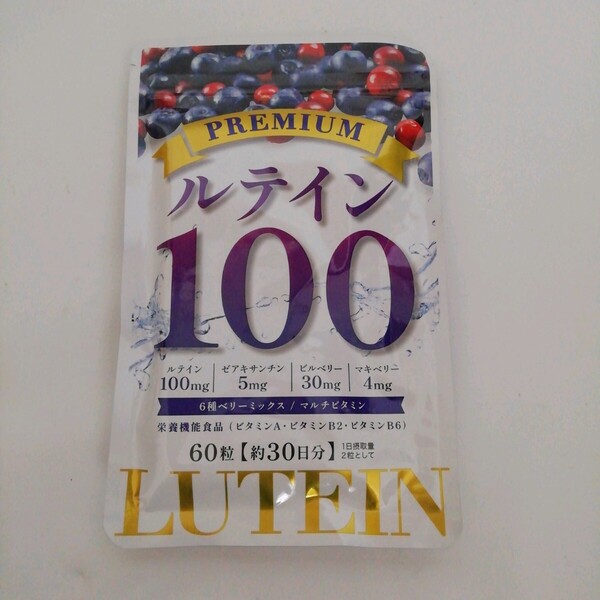 PREMIUM
ルテイン
100
ルテイン ゼアキサンチン ビルベリー マキベリー
100mg 5mg 30mg 4mg
6種ベリーミックス / マルチビタミン
栄養機能食品(ビタミンA・ビタミンB2・ビタミンB6)
60粒【約30日分】1日摂取量
2粒として
LUTEIN